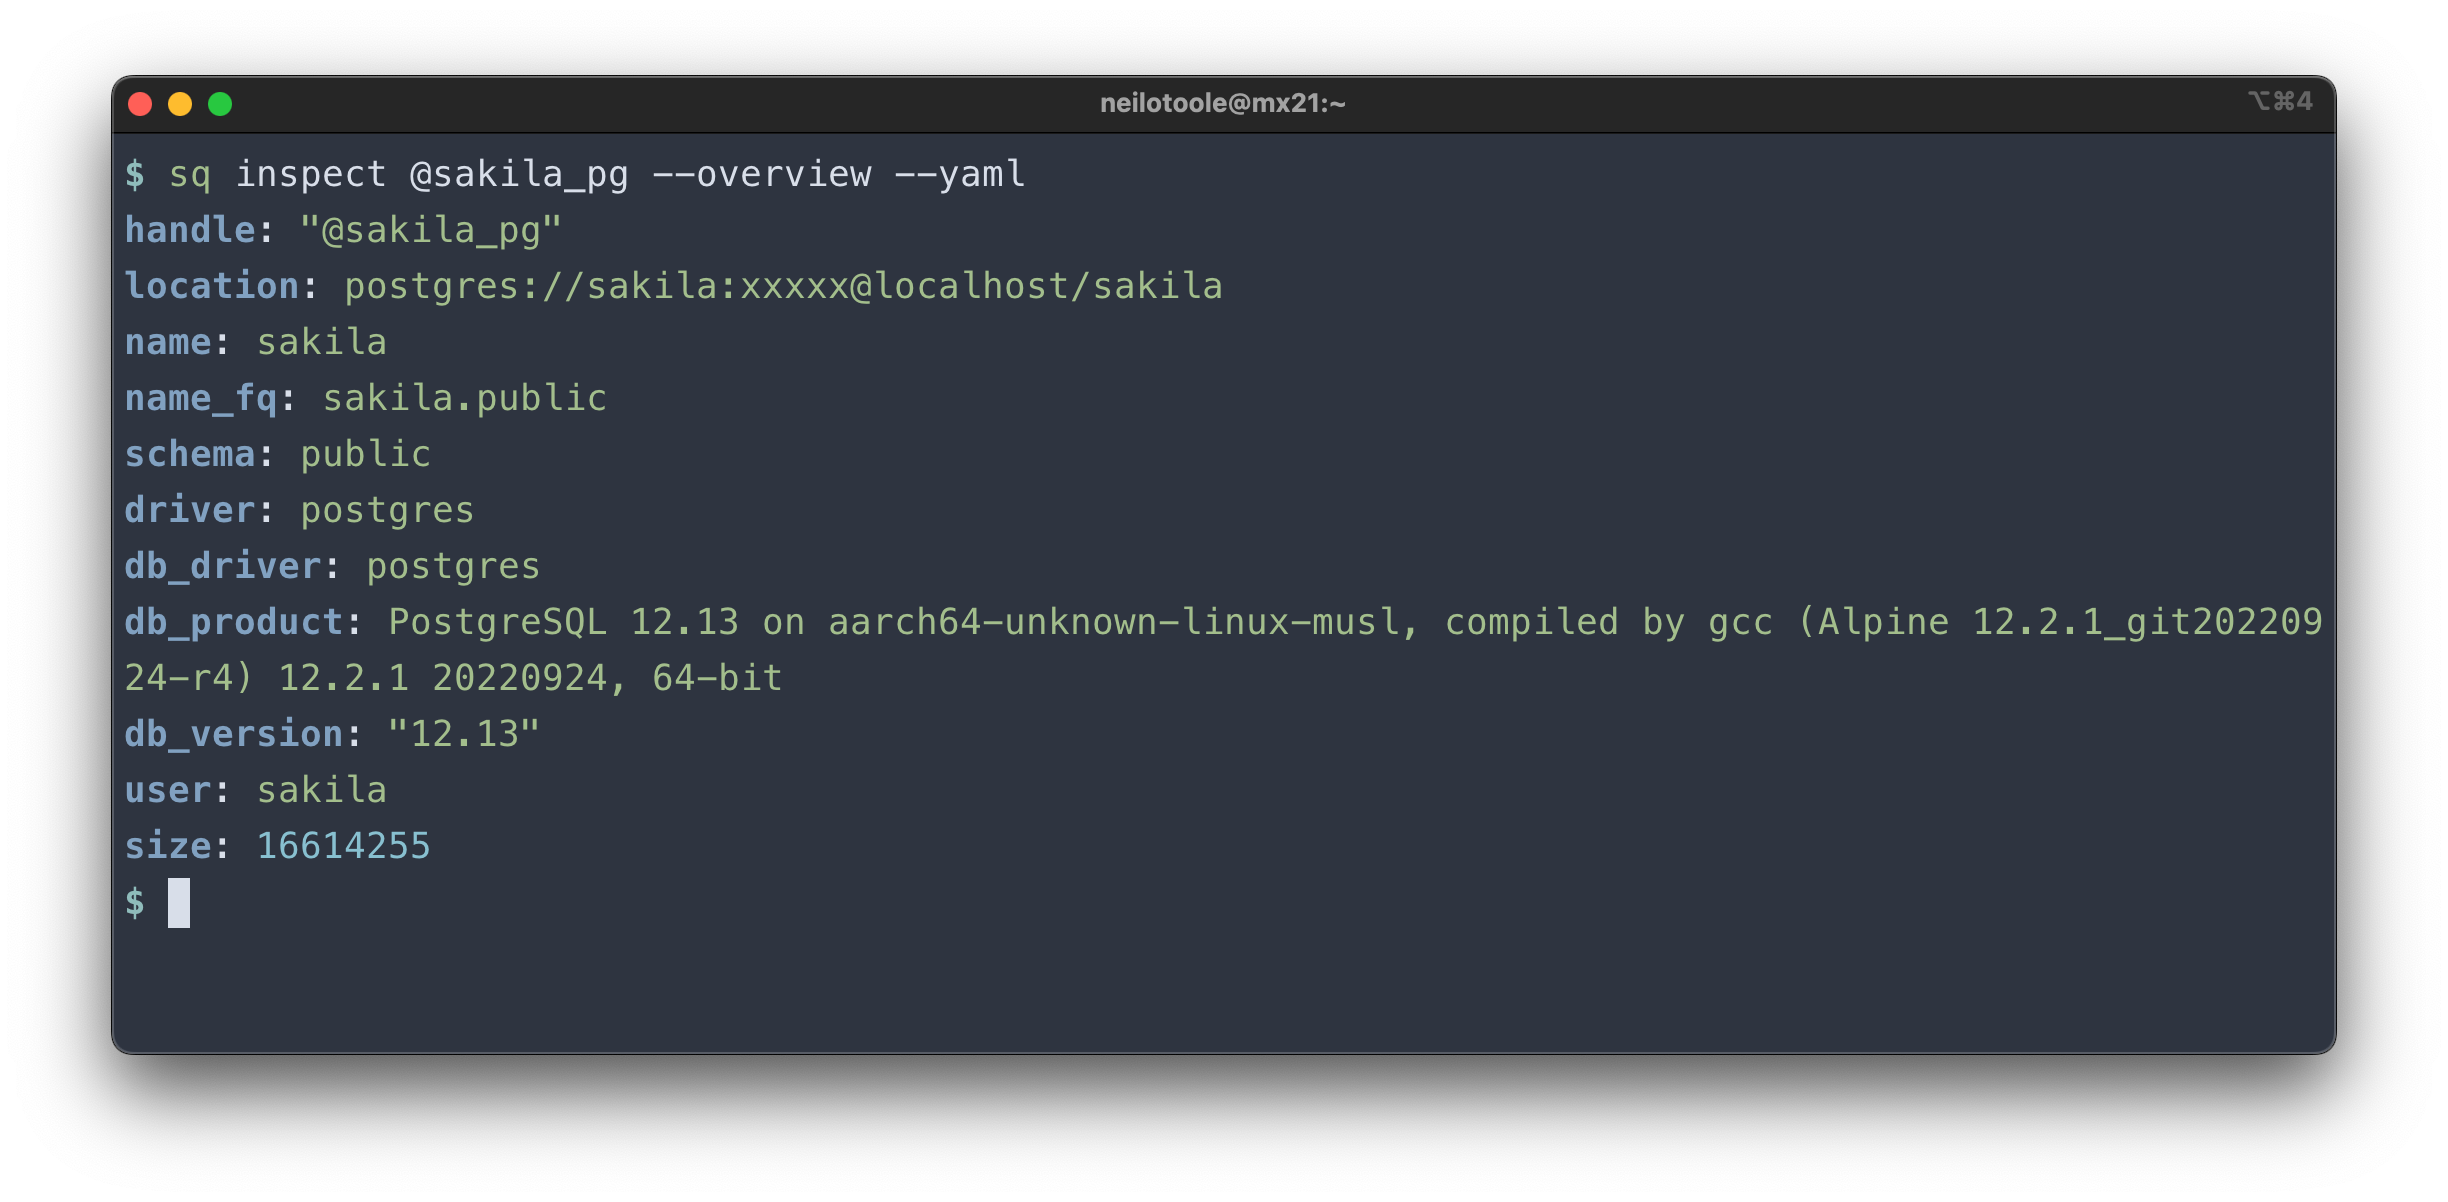 neilotoole@mx21:~
⌥⌘4
$ sq inspect @sakila_pg --overview --yaml
handle: "@sakila_pg"
location: postgres://sakila:xxxxx@localhost/sakila
name: sakila
name_fq: sakila.public
schema: public
driver: postgres
db_driver: postgres
db_product: PostgreSQL 12.13 on aarch64-unknown-linux-musl, compiled by gcc (Alpine 12.2.1_git202209
24-r4) 12.2.1 20220924, 64-bit
db_version: "12.13"
user: sakila
size: 16614255
$